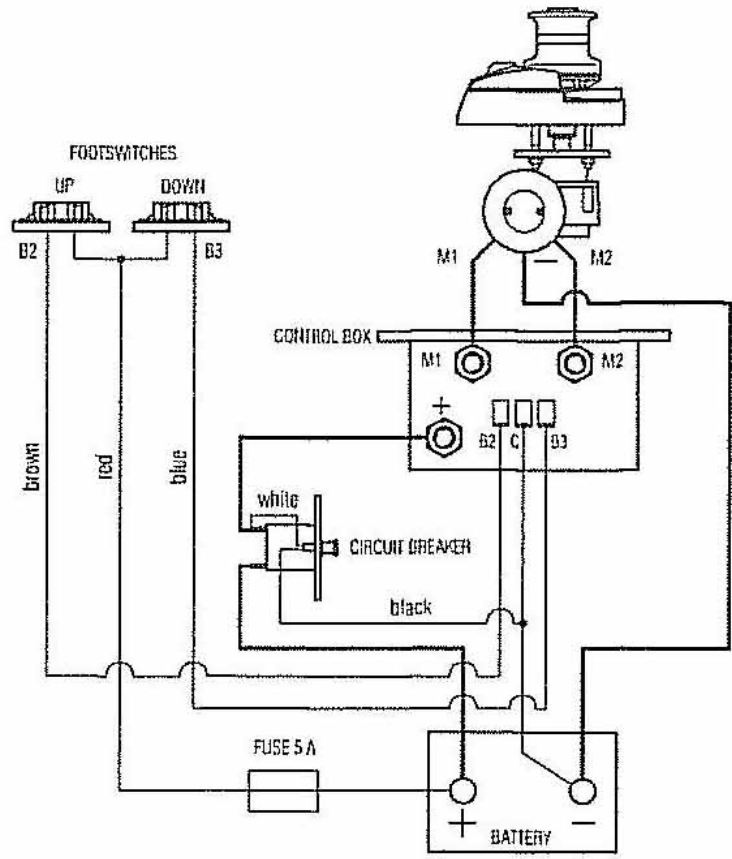 FOOTSWITCHES
UP DOWN
B2 B3
M1 — M2
CONTROL BOX
M1 M2
+
B2 C B3
brown
red
blue
white
CIRCUIT BREAKER
black
FUSE 5 A
+ —
BATTERY